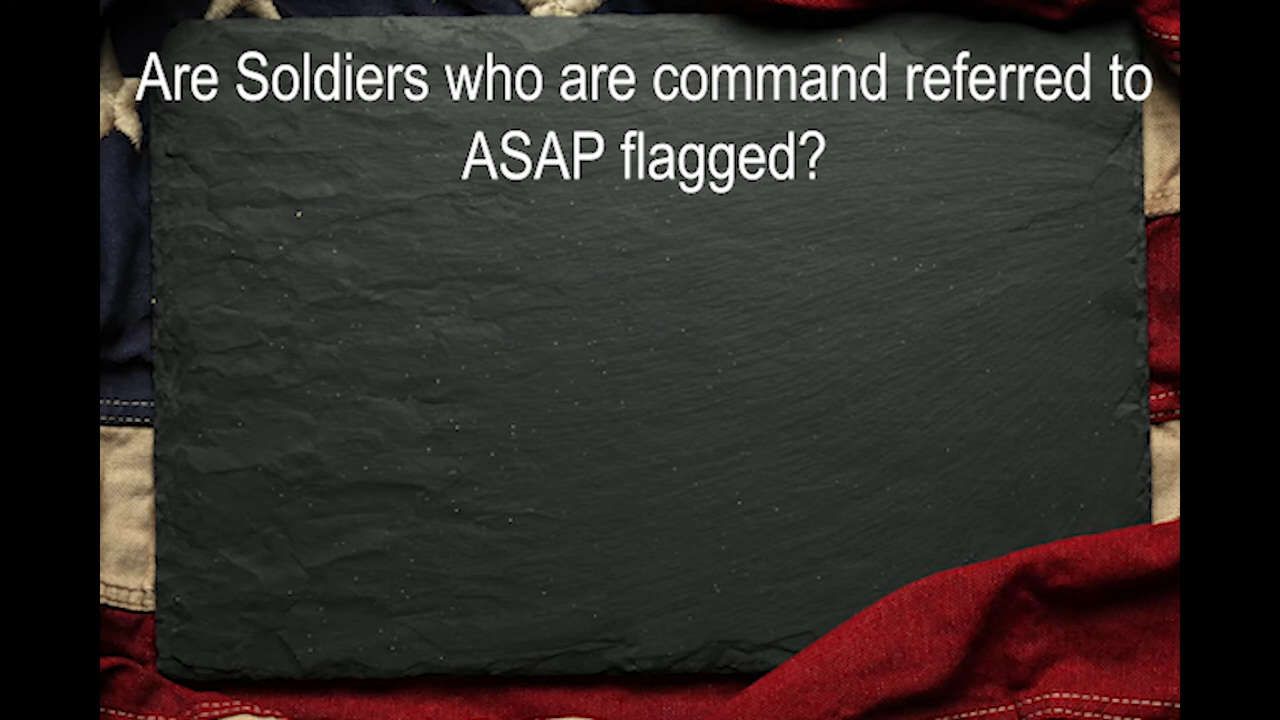 Are Soldiers who are command referred to
ASAP flagged?